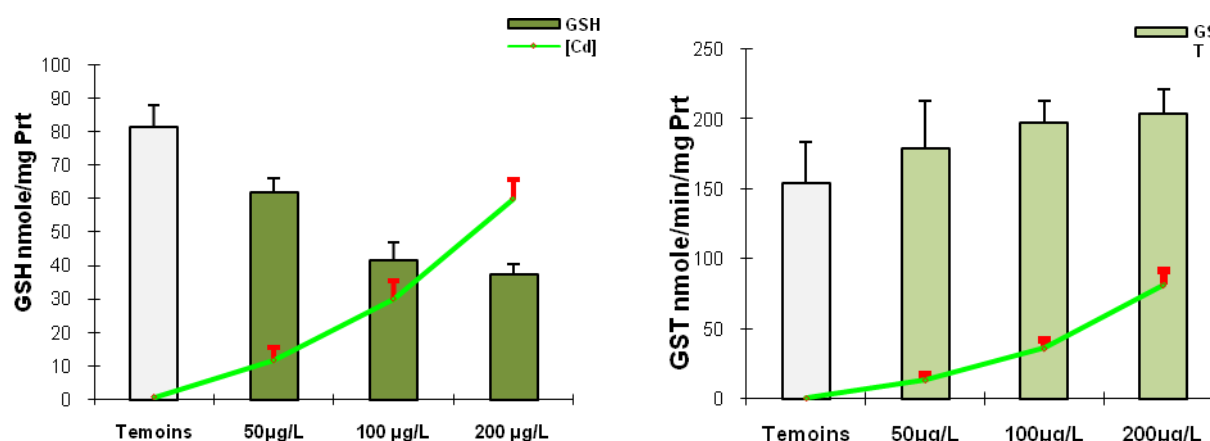 GSH
[Cd]
100
90
80
70
60
50
40
30
20
10
0
GSH nmole/mg Prt
Temoins 50µg/L 100 µg/L 200 µg/L
GS
T
250
200
150
100
50
0
GST nmole/min/mg Prt
Temoins 50µg/L 100µg/L 200µg/L